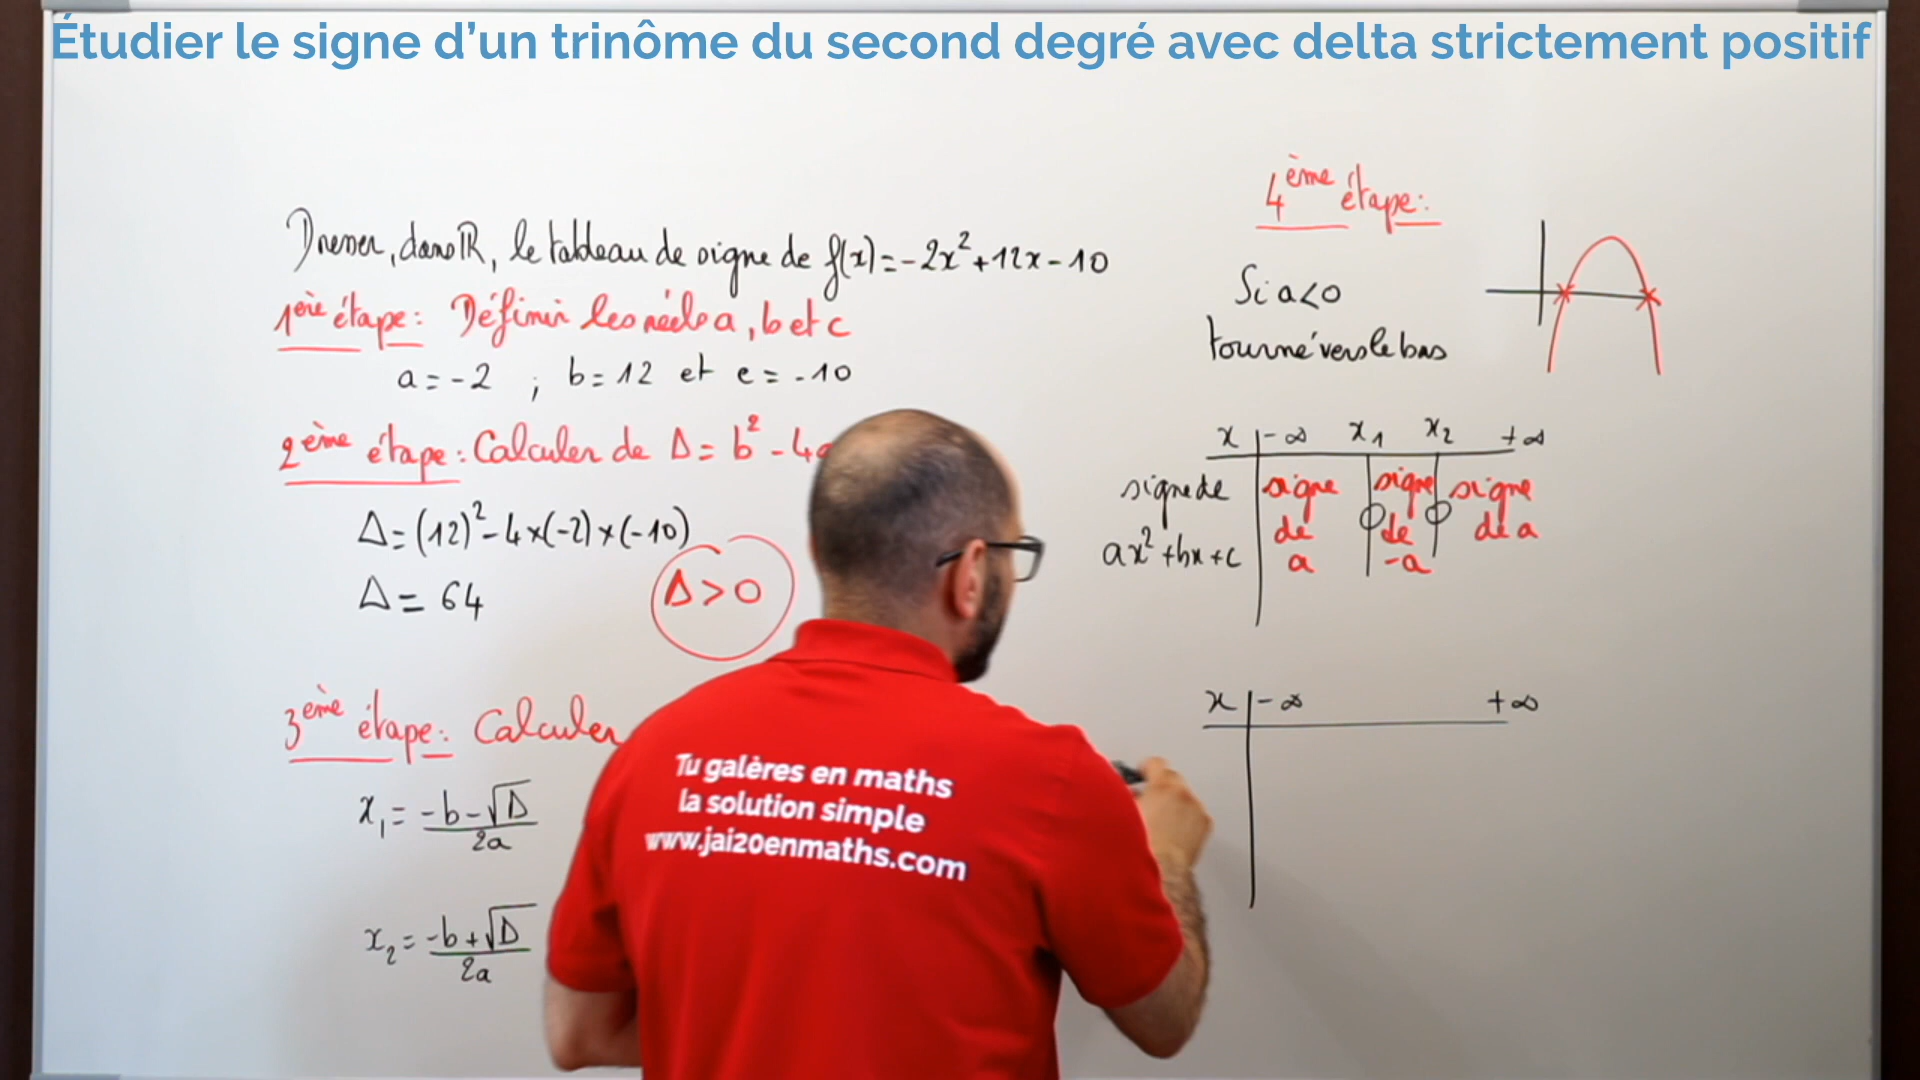 Étudier le signe d'un trinôme du second degré avec delta strictement positif
Dresser, dans ℝ, le tableau de signe de f(x)=-2x²+12x-10
1ère étape: Définir les réels a, b et c
a=-2 ; b=12 et c=-10
2ème étape: Calculer de Δ= b²-4
Δ=(12)²-4×(-2)×(-10)
Δ=64
Δ>0
3ème étape: Calculer
x₁= -b-√Δ / 2a
x₂= -b+√Δ / 2a
4ème étape:
Si a<0
tourné vers le bas
x -∞ x₁ x₂ +∞
signe de ax²+bx+c
signe de a
0
signe de -a
0
signe de a
x -∞ +∞
Tu galères en maths
la solution simple
www.jai20enmaths.com